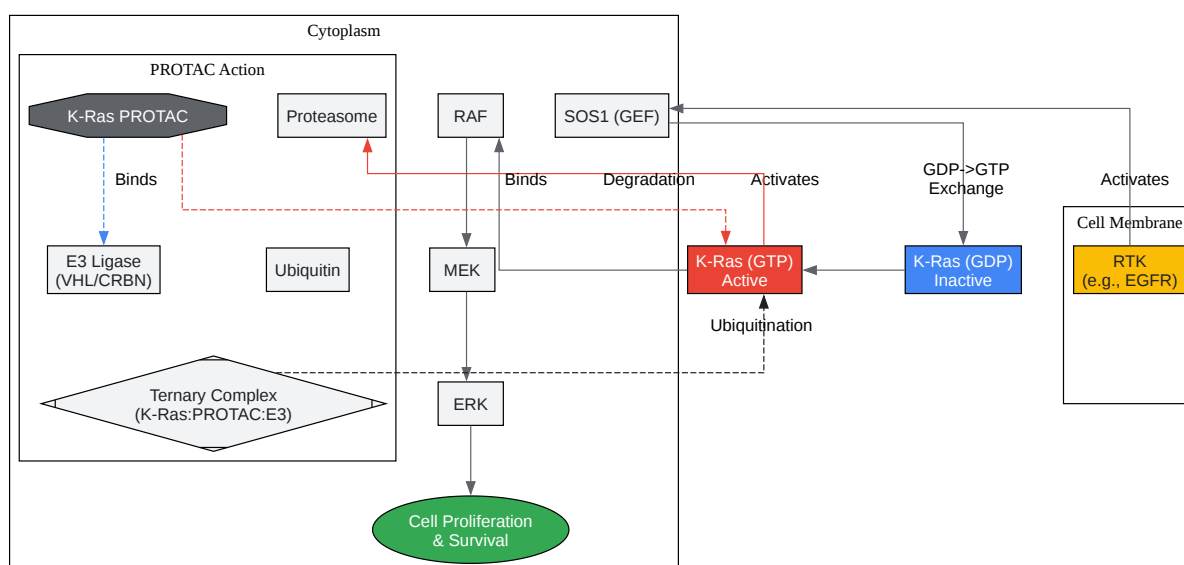 Cytoplasm
PROTAC Action
K-Ras PROTAC
Proteasome
RAF
SOS1 (GEF)
Binds
Binds
Degradation
Activates
GDP->GTP
Exchange
Activates
Cell Membrane
E3 Ligase
(VHL/CRBN)
Ubiquitin
MEK
K-Ras (GTP)
Active
K-Ras (GDP)
Inactive
RTK
(e.g., EGFR)
Ubiquitination
Ternary Complex
(K-Ras:PROTAC:E3)
ERK
Cell Proliferation
& Survival